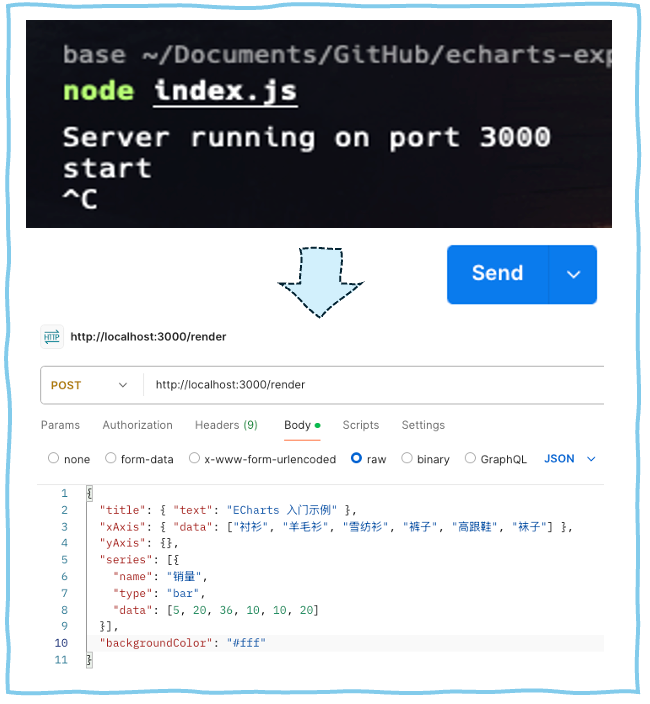 base ~/Documents/GitHub/echarts-exp
node index.js
Server running on port 3000
start
^C
Send
HTTP http://localhost:3000/render
POST http://localhost:3000/render
Params Authorization Headers (9) Body Scripts Settings
none form-data x-www-form-urlencoded raw binary GraphQL JSON
1 {
2 "title": { "text": "ECharts 入门示例" },
3 "xAxis": { "data": ["衬衫", "羊毛衫", "雪纺衫", "裤子", "高跟鞋", "袜子"] },
4 "yAxis": {},
5 "series": [{
6 "name": "销量",
7 "type": "bar",
8 "data": [5, 20, 36, 10, 10, 20]
9 }],
10 "backgroundColor": "#fff"
11 }